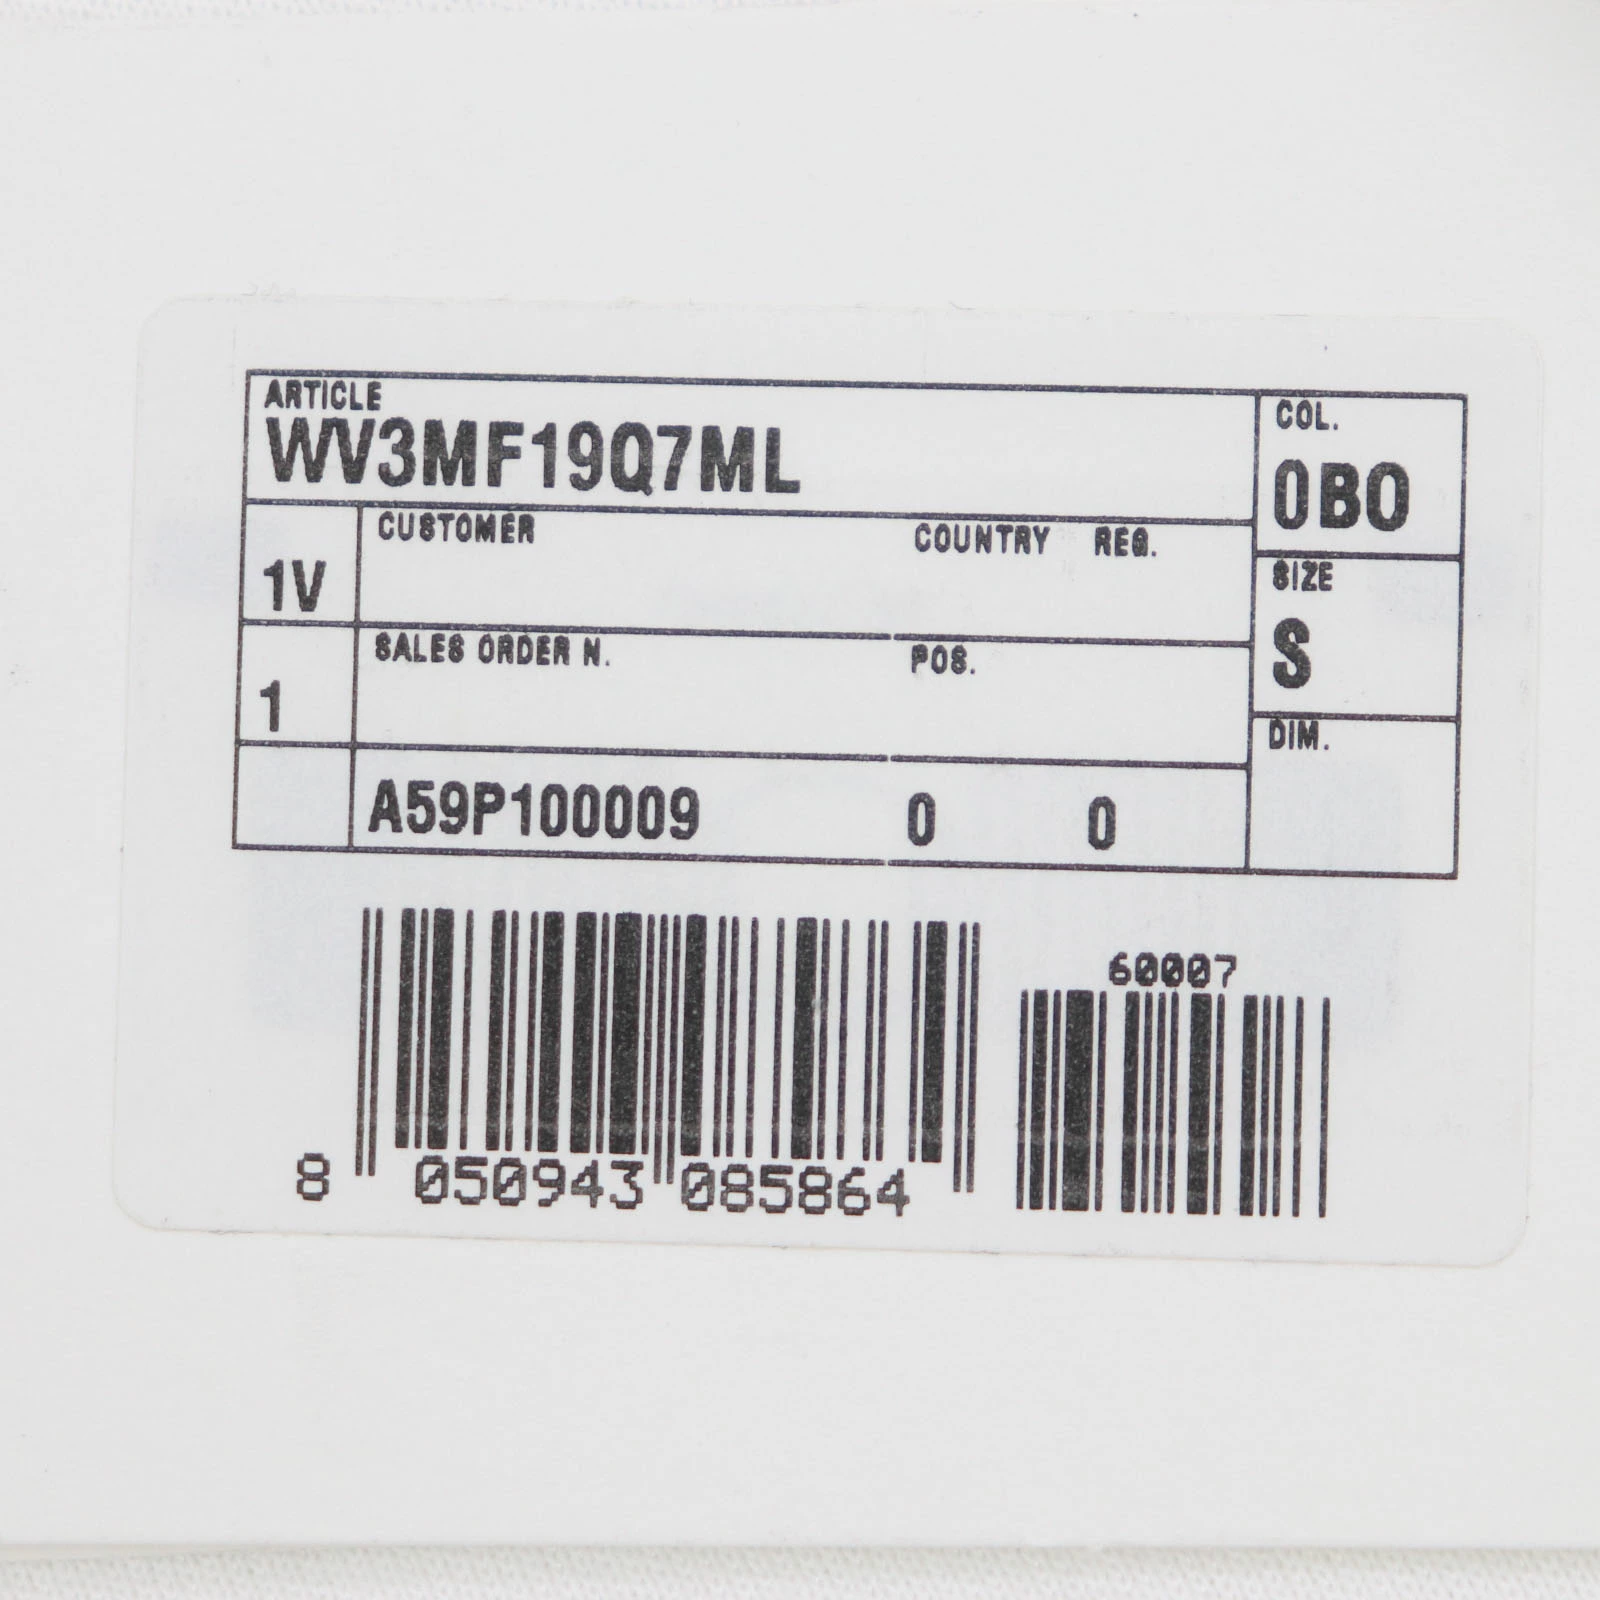 ARTICLE
WV3MF19Q7ML
COL.
0BO
1V
CUSTOMER
COUNTRY REG.
SIZE
S
1
SALES ORDER N.
POS.
DIM.
A59P100009 0 0
60007
8 050943 085864